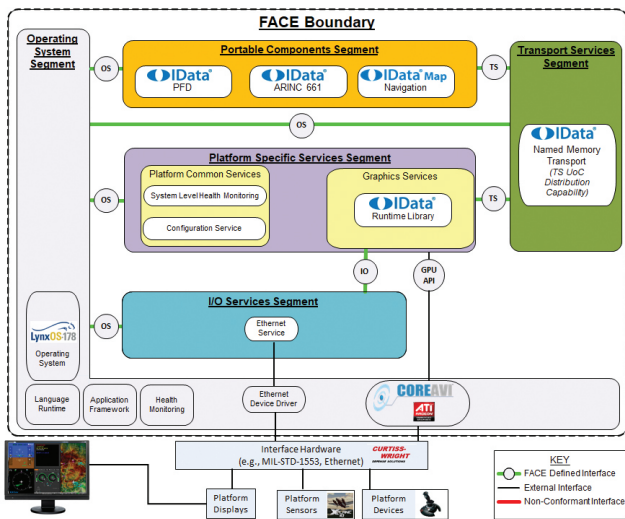 FACE Boundary
Operating
System
Segment
Portable Components Segment
IData®
PFD
IData®
ARINC 661
IData® Map
Navigation
OS
TS
Transport Services
Segment
OS
IData®
Named Memory
Transport
(TS UoC
Distribution
Capability)
Platform Specific Services Segment
Platform Common Services
System Level Health Monitoring
Configuration Service
Graphics Services
IData®
Runtime Library
OS
TS
IO
GPU
API
I/O Services Segment
Ethernet
Service
OS
LynxOS-178
Operating
System
Language
Runtime
Application
Framework
Health
Monitoring
Ethernet
Device Driver
COREAVI
ATI
Interface Hardware
(e.g., MIL-STD-1553, Ethernet)
CURTISS-
WRIGHT
Platform
Displays
Platform
Sensors
Platform
Devices
KEY
FACE Defined Interface
External Interface
Non-Conformant Interface